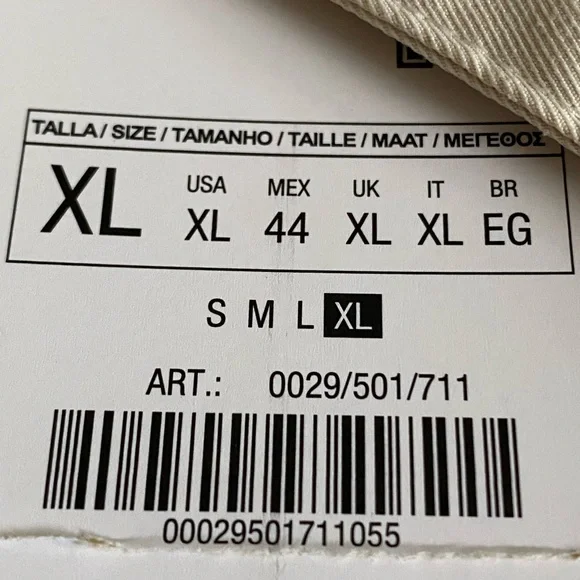 TALLA / SIZE / TAMANHO / TAILLE / MAAT / ΜΕΓΕΘΟΣ
USA MEX UK IT BR
XL XL 44 XL XL EG
S M L XL
ART.: 0029/501/711
00029501711055